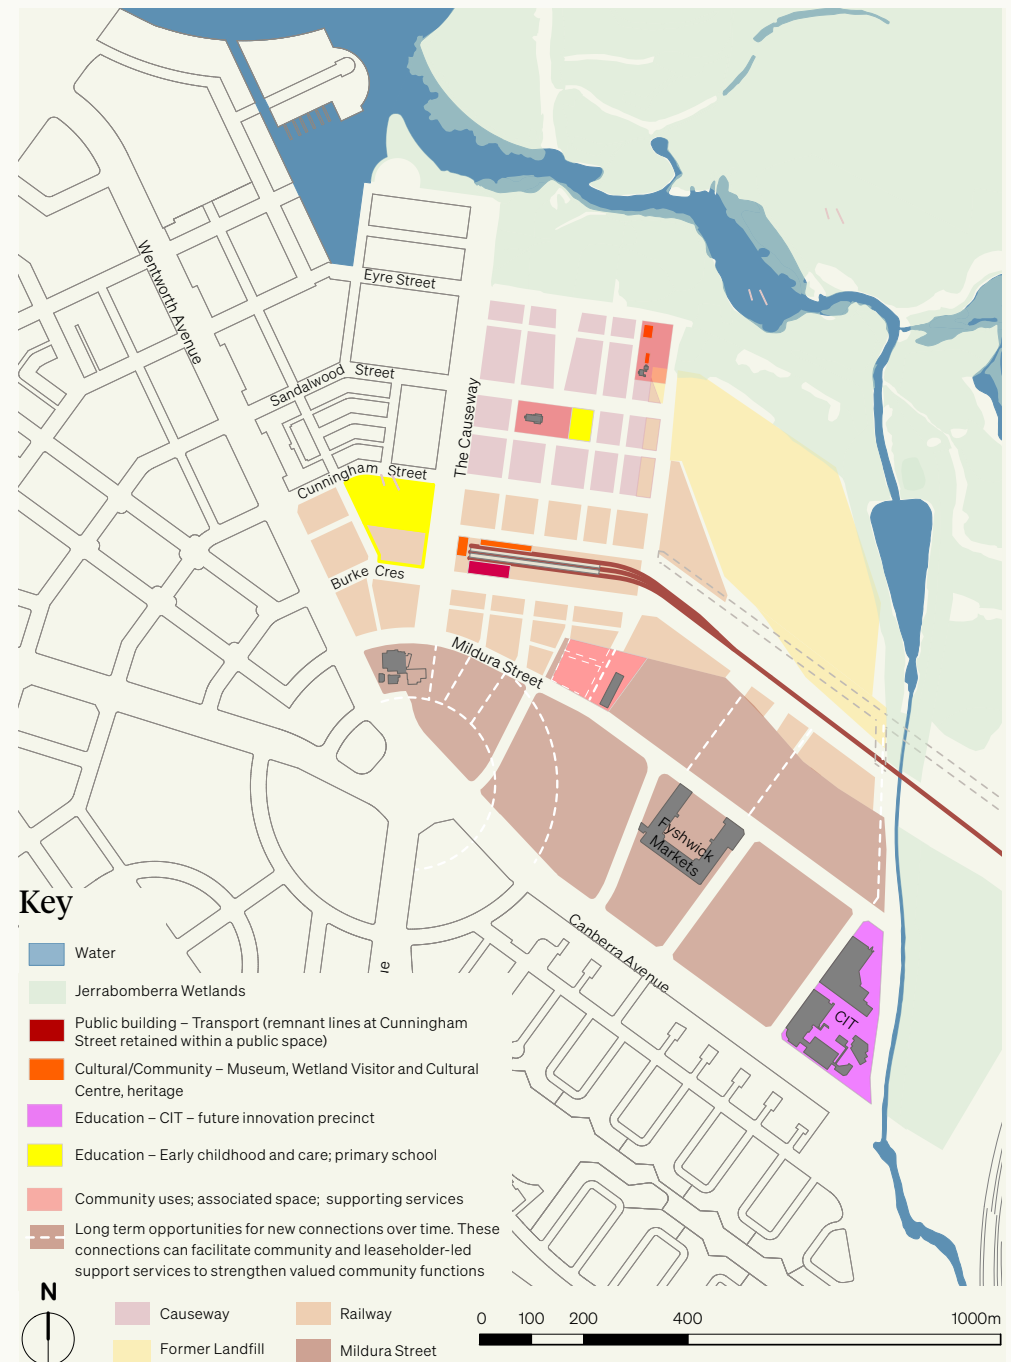 Eyre Street
Wentworth Avenue
Sandalwood Street
The Causeway
Cunningham Street
Burke Cres
Mildura Street
Fyshwick
Markets
Canberra Avenue
CIT
ue
Key
Water
Jerrabomberra Wetlands
Public building – Transport (remnant lines at Cunningham
Street retained within a public space)
Cultural/Community – Museum, Wetland Visitor and Cultural
Centre, heritage
Education – CIT – future innovation precinct
Education – Early childhood and care; primary school
Community uses; associated space; supporting services
Long term opportunities for new connections over time. These
connections can facilitate community and leaseholder-led
support services to strengthen valued community functions
N
Causeway
Railway
Former Landfill
Mildura Street
0 100 200 400 1000m